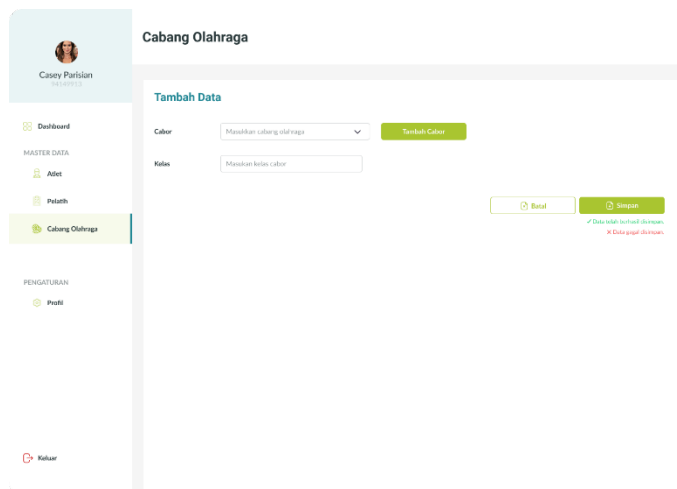 Casey Parisian
Dashboard
MASTER DATA
Atlet
Pelatih
Cabang Olahraga
PENGATURAN
Profil
Keluar
Cabang Olahraga
Tambah Data
Cabor
Masukkan cabang olahraga
Tambah Cabor
Kelas
Masukan kelas cabor
Batal
Simpan
✓ Data telah berhasil disimpan.
✕ Data gagal disimpan.